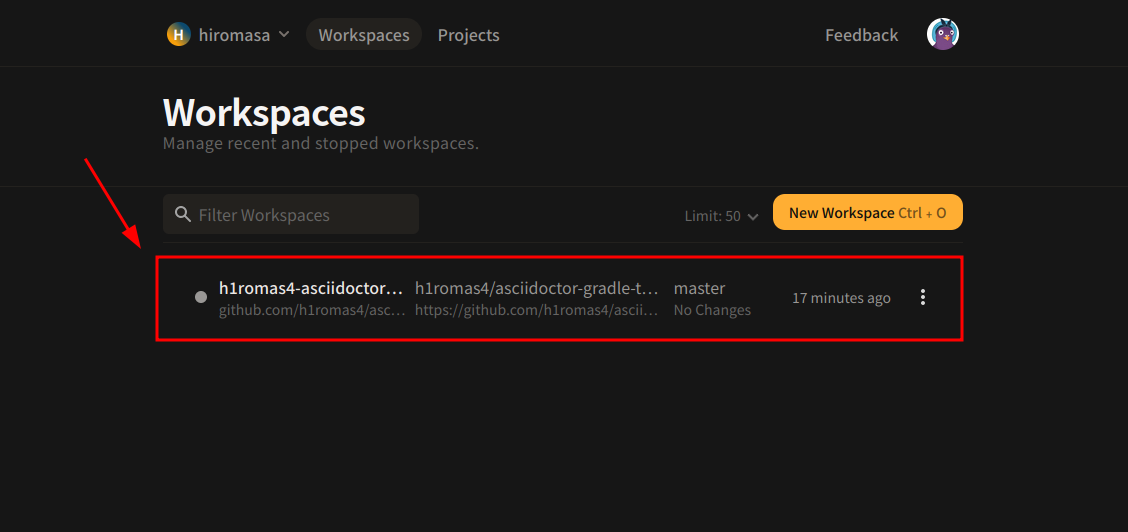 H hiromasa Workspaces Projects Feedback
Workspaces
Manage recent and stopped workspaces.
Filter Workspaces Limit: 50 New Workspace Ctrl + O
h1romas4-asciidoctor… h1romas4/asciidoctor-gradle-t… master 17 minutes ago
github.com/h1romas4/asc… https://github.com/h1romas4/ascii… No Changes